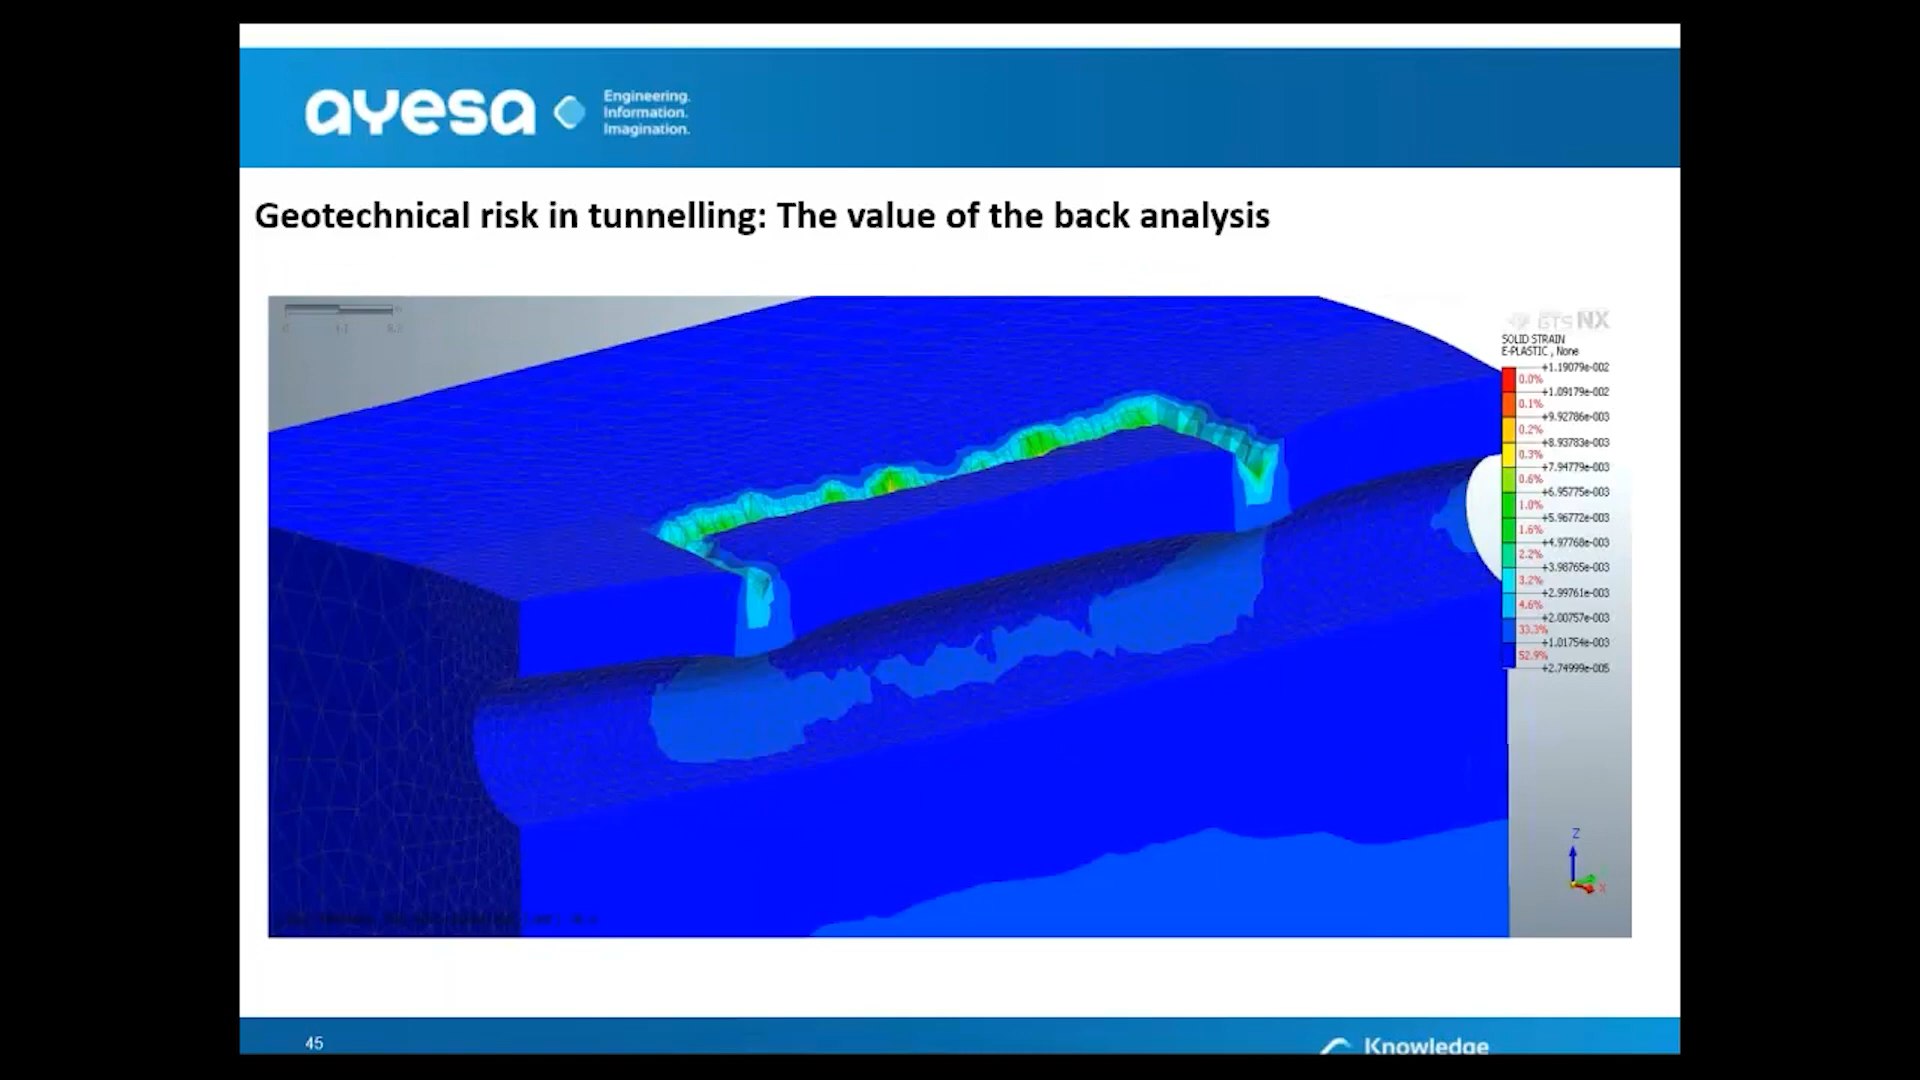 ayesa
Engineering.
Information.
Imagination.
Geotechnical risk in tunnelling: The value of the back analysis
GTS NX
SOLID STRAIN
E-PLASTIC , None
+1.19079e-002
0.0%
+1.09179e-002
0.1%
+9.92786e-003
0.2%
+8.93783e-003
0.3%
+7.94779e-003
0.6%
+6.95775e-003
1.0%
+5.96772e-003
1.6%
+4.97768e-003
2.2%
+3.98765e-003
3.2%
+2.99761e-003
4.6%
+2.00757e-003
33.3%
+1.01754e-003
52.9%
+2.74999e-005
Z
X
45
Knowledge